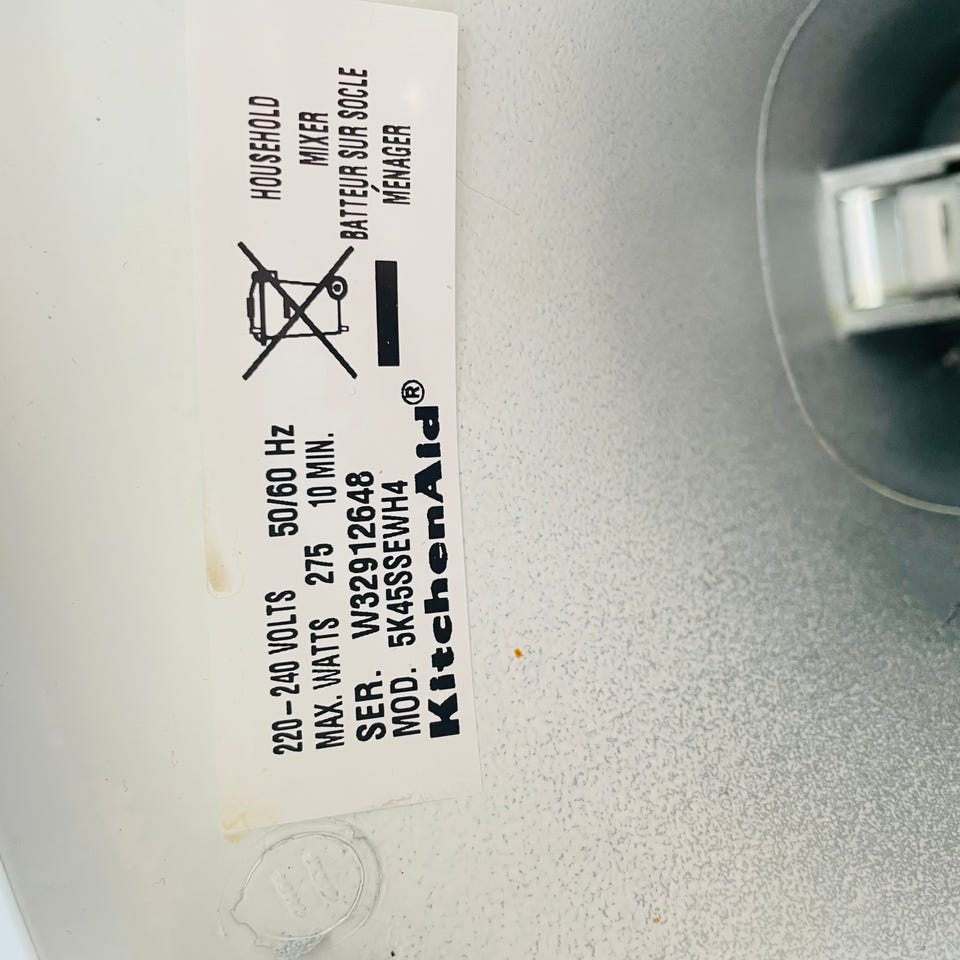 220-240 VOLTS 50/60 Hz
MAX. WATTS 275 10 MIN.
SER. W32912648
MOD. 5K45SSEWH4
KitchenAid®
HOUSEHOLD
MIXER
BATTEUR SUR SOCLE
MÉNAGER